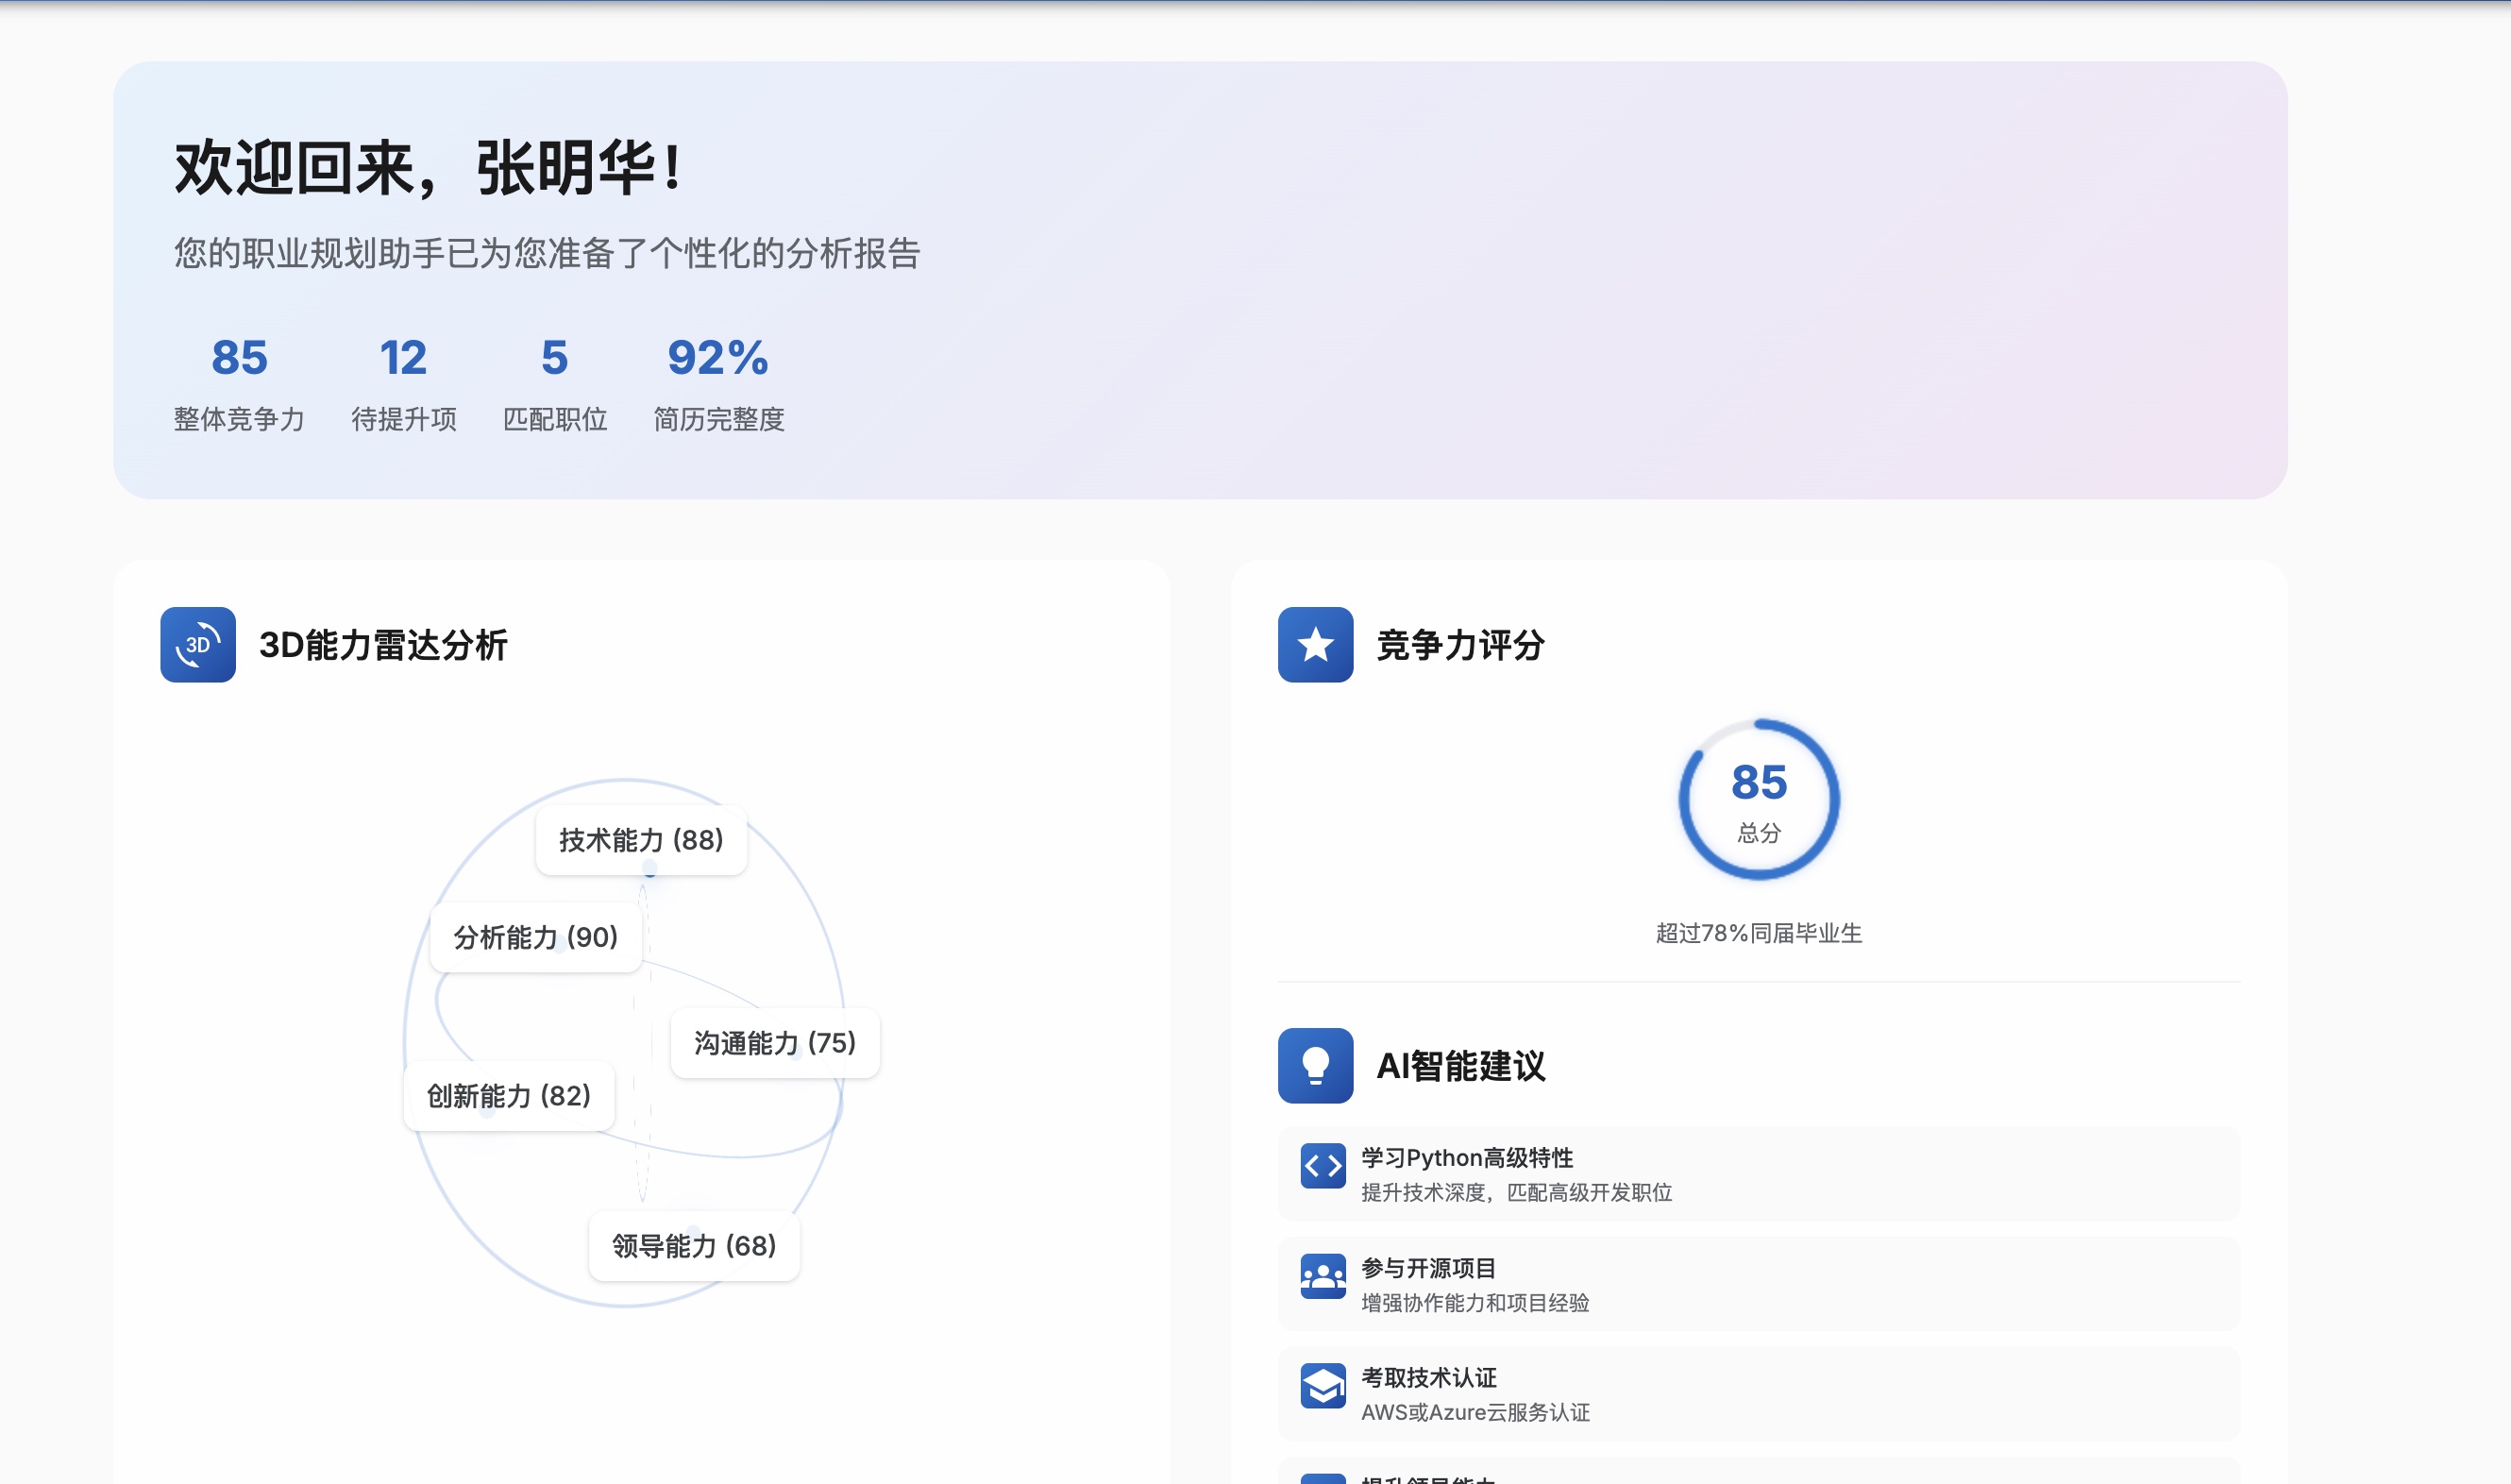 欢迎回来，张明华！
您的职业规划助手已为您准备了个性化的分析报告
85
整体竞争力
12
待提升项
5
匹配职位
92%
简历完整度
3D
3D能力雷达分析
技术能力 (88)
分析能力 (90)
沟通能力 (75)
创新能力 (82)
领导能力 (68)
竞争力评分
85
总分
超过78%同届毕业生
AI智能建议
学习Python高级特性
提升技术深度，匹配高级开发职位
参与开源项目
增强协作能力和项目经验
考取技术认证
AWS或Azure云服务认证